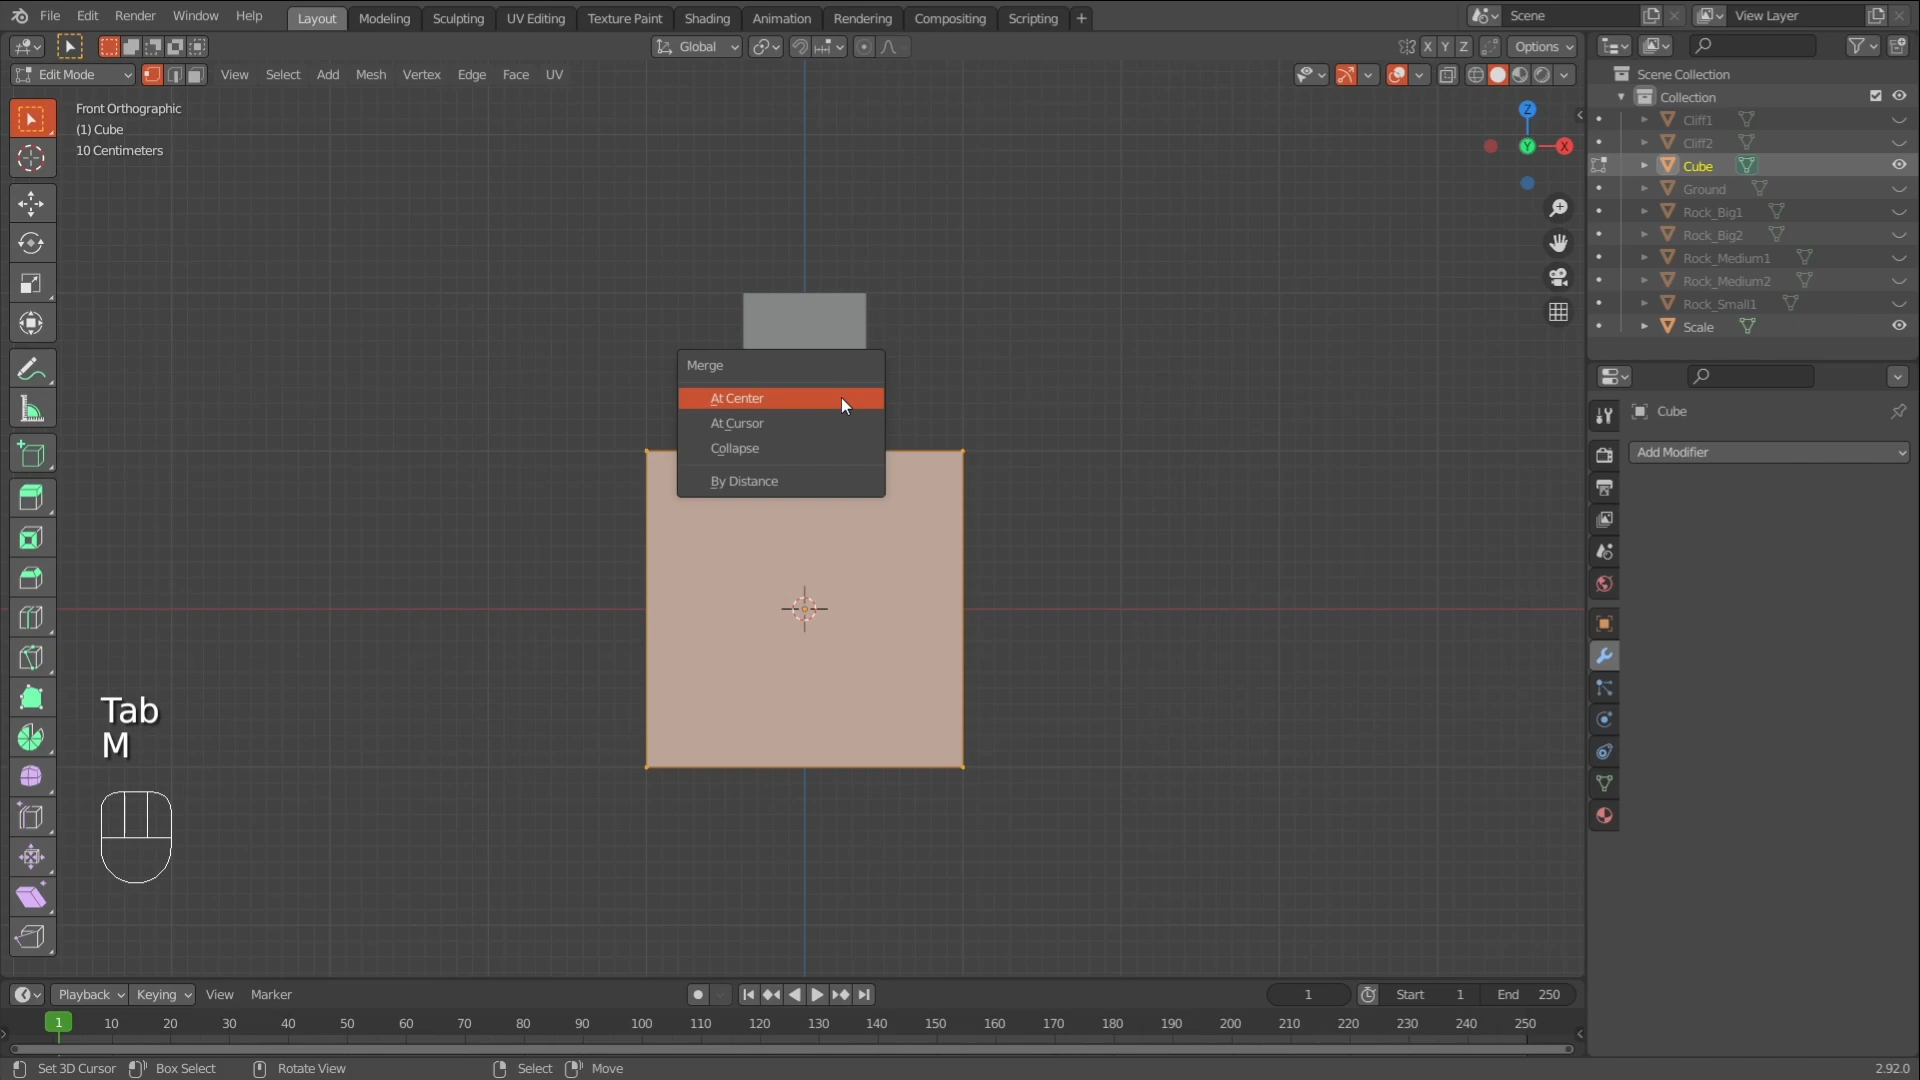 File Edit Render Window Help Layout Modeling Sculpting UV Editing Texture Paint Shading Animation Rendering Compositing Scripting + Scene View Layer
Global X Y Z Options
Edit Mode View Select Add Mesh Vertex Edge Face UV
Front Orthographic
(1) Cube
10 Centimeters
Z
Y
X
Scene Collection
Collection
Cliff1
Cliff2
Cube
Ground
Rock_Big1
Rock_Big2
Rock_Medium1
Rock_Medium2
Rock_Small1
Scale
Cube
Add Modifier
Merge
At Center
At Cursor
Collapse
By Distance
Tab
M
Playback Keying View Marker 1 Start 1 End 250
1 10 20 30 40 50 60 70 80 90 100 110 120 130 140 150 160 170 180 190 200 210 220 230 240 250
Set 3D Cursor Box Select Rotate View Select Move 2.92.0